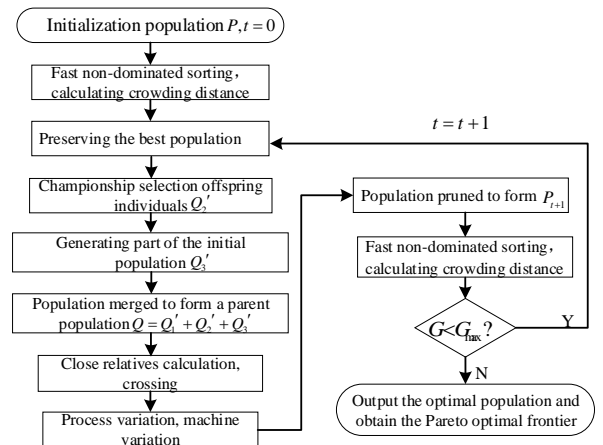 Initialization population P, t = 0
Fast non-dominated sorting,
calculating crowding distance
Preserving the best population
Championship selection offspring
individuals Q₂′
Generating part of the initial
population Q₃′
Population merged to form a parent
population Q = Q₁′ + Q₂′ + Q₃′
Close relatives calculation,
crossing
Process variation, machine
variation
t = t + 1
Population pruned to form Pₜ₊₁
Fast non-dominated sorting,
calculating crowding distance
G<Gmax?
Y
N
Output the optimal population and
obtain the Pareto optimal frontier